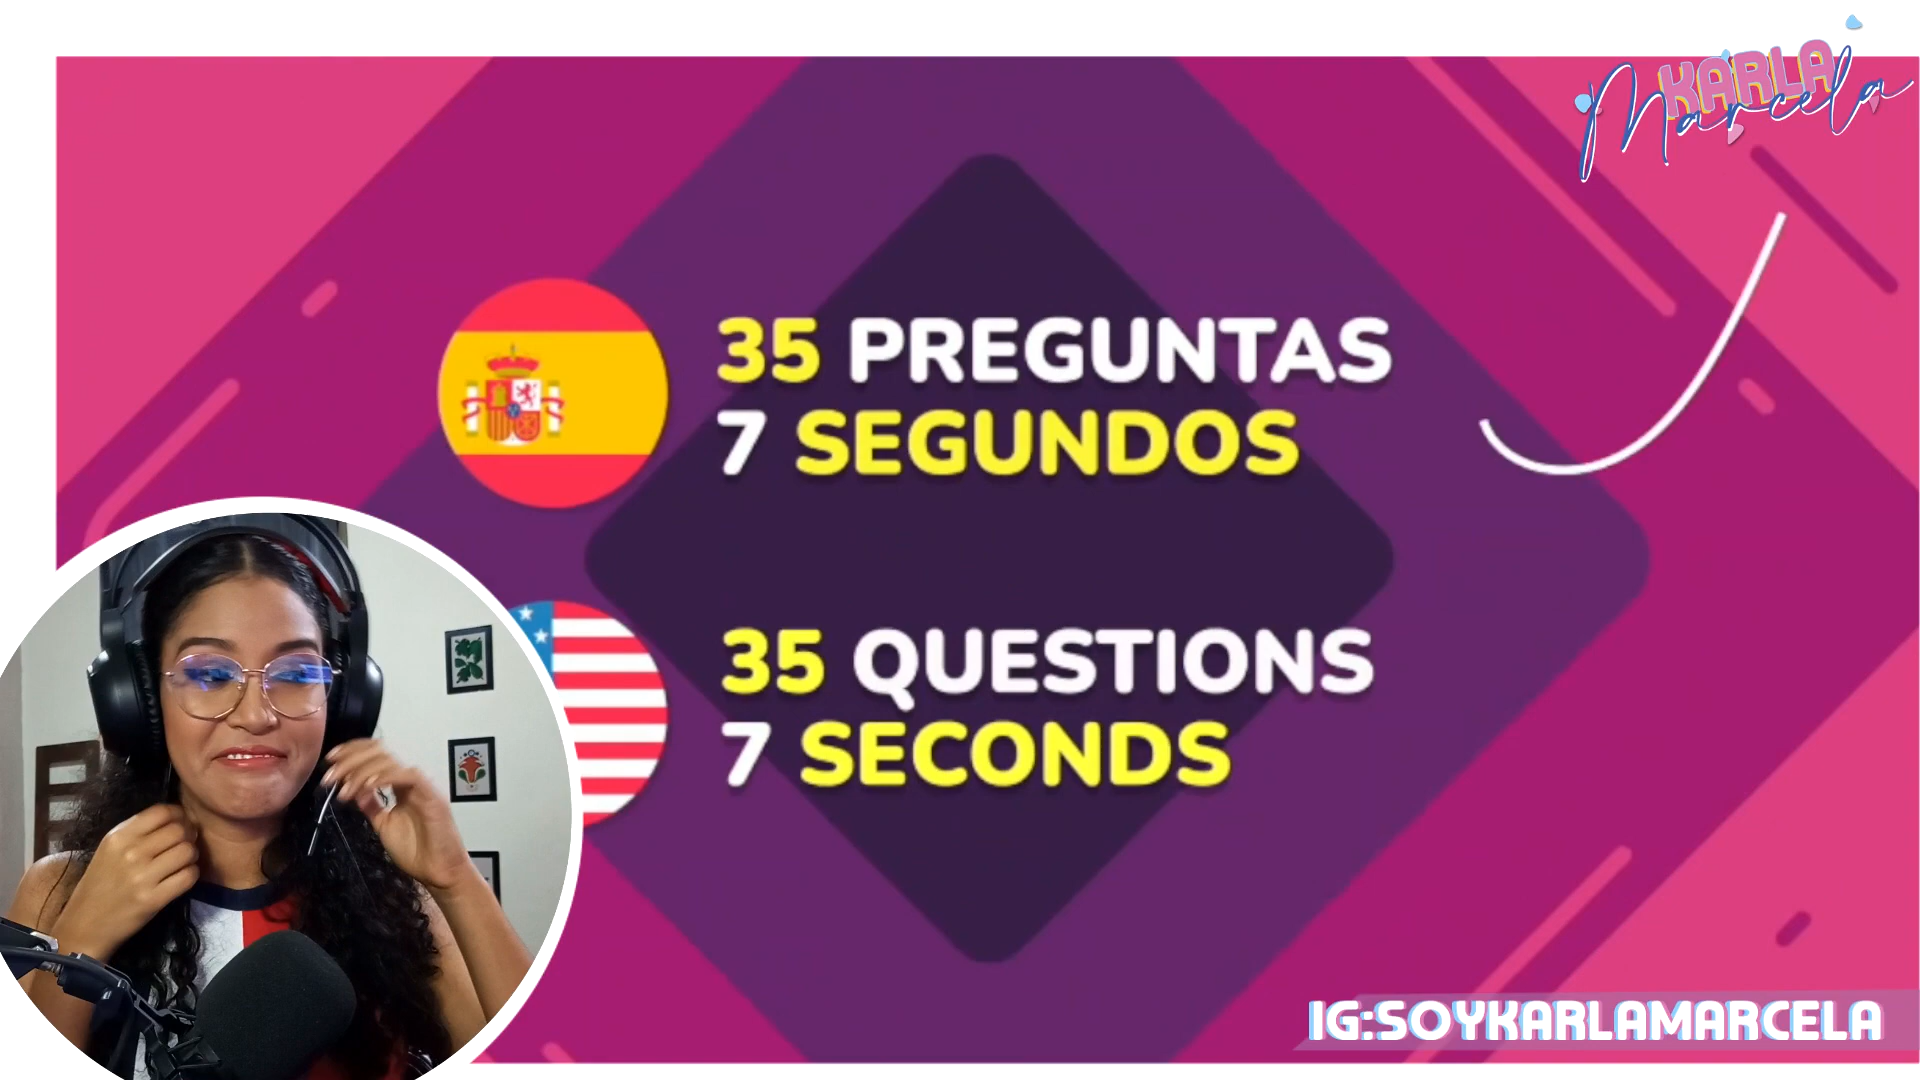 KARLA
Marcela
35 PREGUNTAS
7 SEGUNDOS
35 QUESTIONS
7 SECONDS
IG:SOYKARLAMARCELA